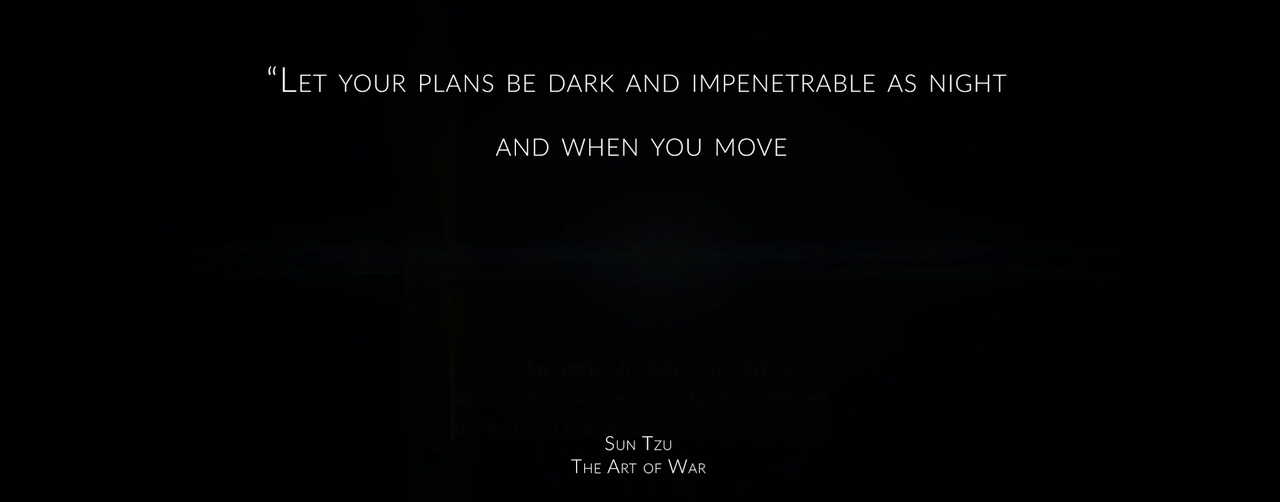 “Let your plans be dark and impenetrable as night
and when you move
Sun Tzu
The Art of War